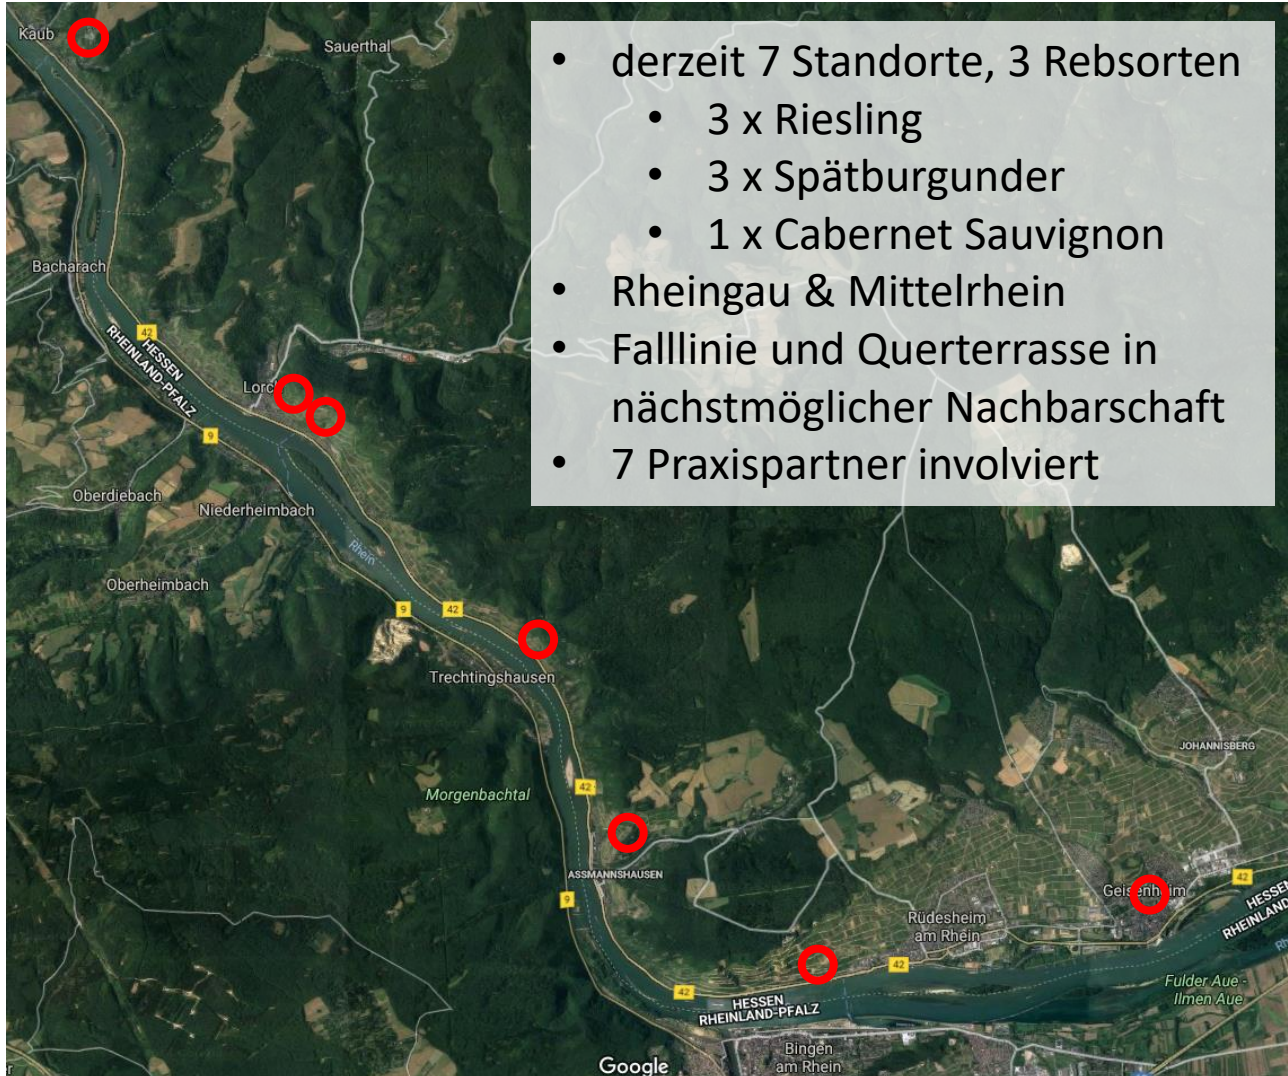 • derzeit 7 Standorte, 3 Rebsorten
• 3 x Riesling
• 3 x Spätburgunder
• 1 x Cabernet Sauvignon
• Rheingau & Mittelrhein
• Falllinie und Querterrasse in
nächstmöglicher Nachbarschaft
• 7 Praxispartner involviert
Kaub
Sauerthal
Bacharach
42
HESSEN
RHEINLAND-PFALZ
Lorch
9
Oberdiebach
Niederheimbach
Rhein
Oberheimbach
9
42
Trechtingshausen
JOHANNISBERG
42
Morgenbachtal
ASSMANNSHAUSEN
9
Geisenheim
42
HESSEN
RHEINLAND-
Rüdesheim
am Rhein
42
Fulder Aue -
Ilmen Aue
42
HESSEN
RHEINLAND-PFALZ
Bingen
am Rhein
Google